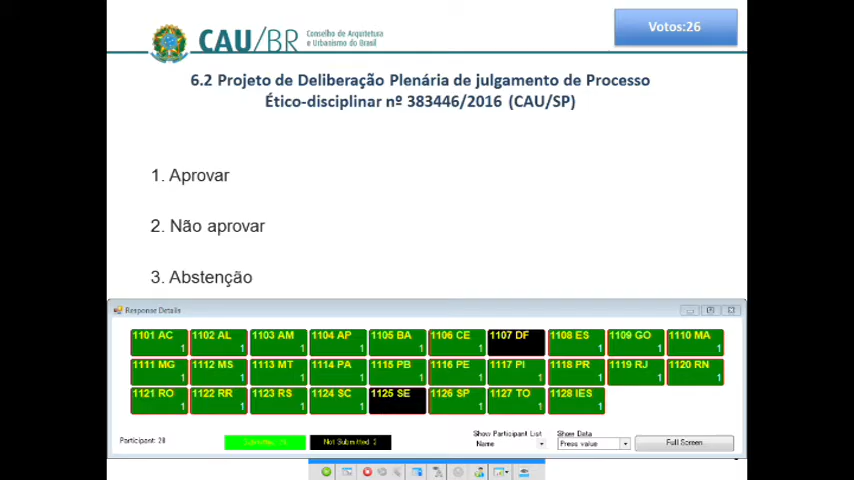 CAU/BR
Conselho de Arquitetura
e Urbanismo do Brasil
Votos:26
6.2 Projeto de Deliberação Plenária de julgamento de Processo
Ético-disciplinar nº 383446/2016 (CAU/SP)
1. Aprovar
2. Não aprovar
3. Abstenção
Response Details
1101 AC 1 1102 AL 1 1103 AM 1 1104 AP 1 1105 BA 1 1106 CE 1 1107 DF 1108 ES 1 1109 GO 1 1110 MA 1
1111 MG 1 1112 MS 1 1113 MT 1 1114 PA 1 1115 PB 1 1116 PE 1 1117 PI 1 1118 PR 1 1119 RJ 1 1120 RN 1
1121 RO 1 1122 RR 1 1123 RS 1 1124 SC 1 1125 SE 1126 SP 1 1127 TO 1 1128 IES 1
Participant: 28
Not Submitted 2
Show Participant List
Name
Show Data
Press value
Full Screen